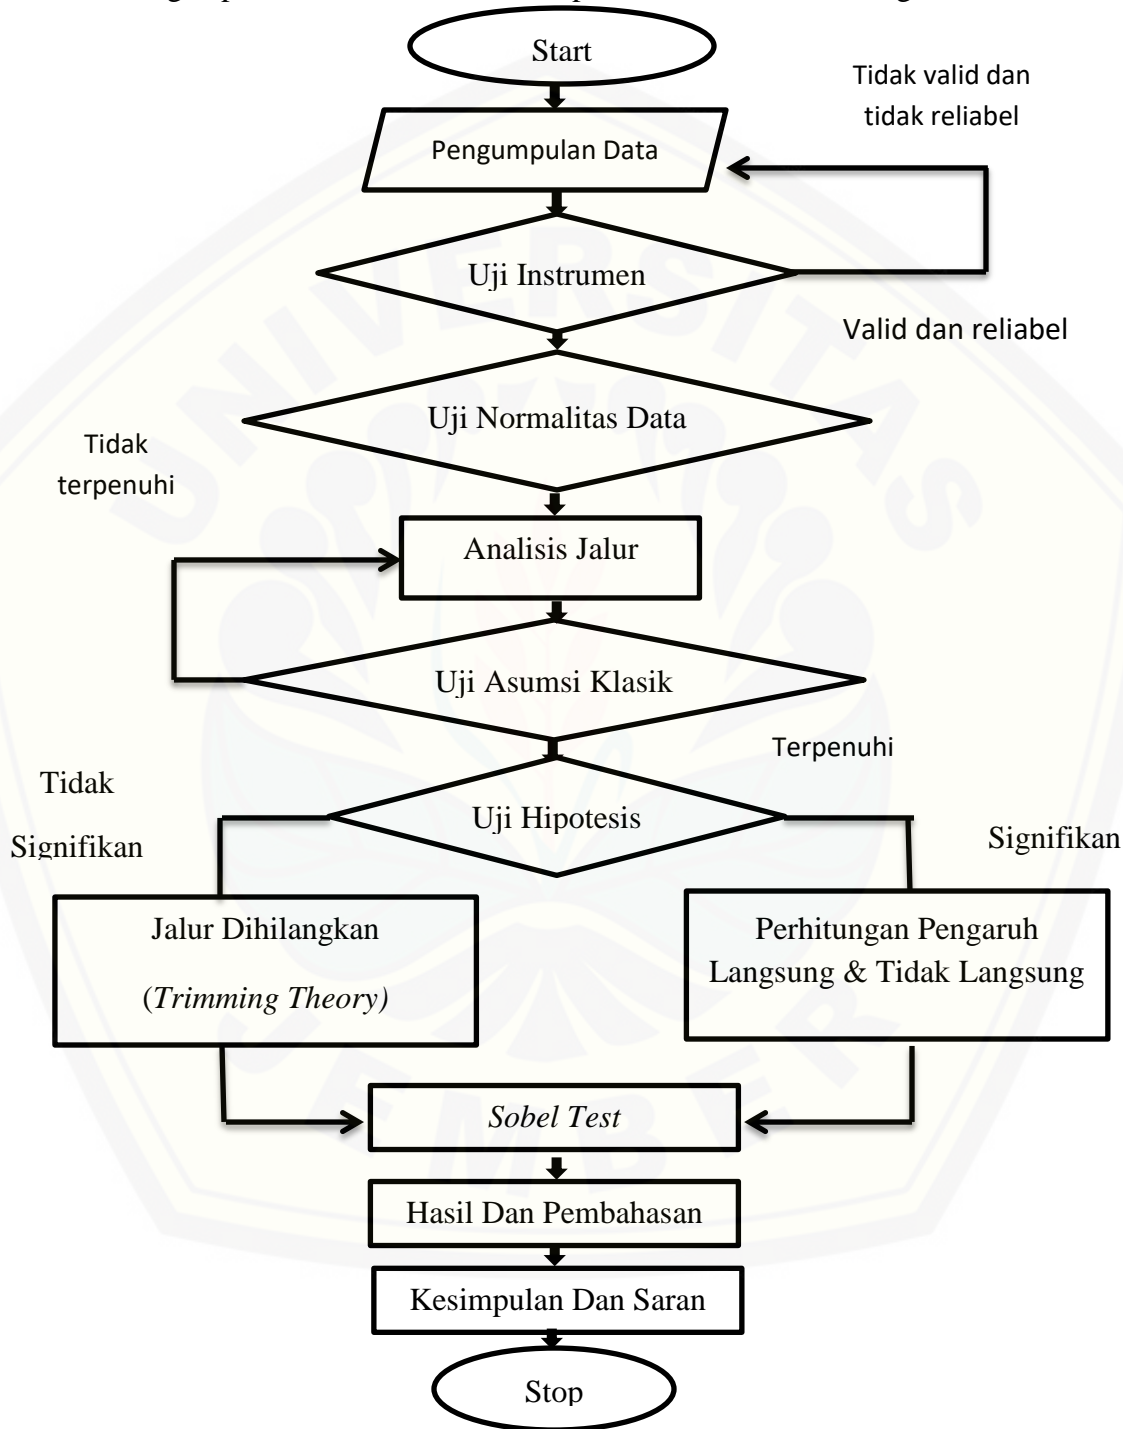 Start
Tidak valid dan
tidak reliabel
Pengumpulan Data
Uji Instrumen
Valid dan reliabel
Uji Normalitas Data
Tidak
terpenuhi
Analisis Jalur
Uji Asumsi Klasik
Terpenuhi
Tidak
Signifikan
Uji Hipotesis
Signifikan
Jalur Dihilangkan
(Trimming Theory)
Perhitungan Pengaruh
Langsung & Tidak Langsung
Sobel Test
Hasil Dan Pembahasan
Kesimpulan Dan Saran
Stop
UNIVERSITAS
JEMBER